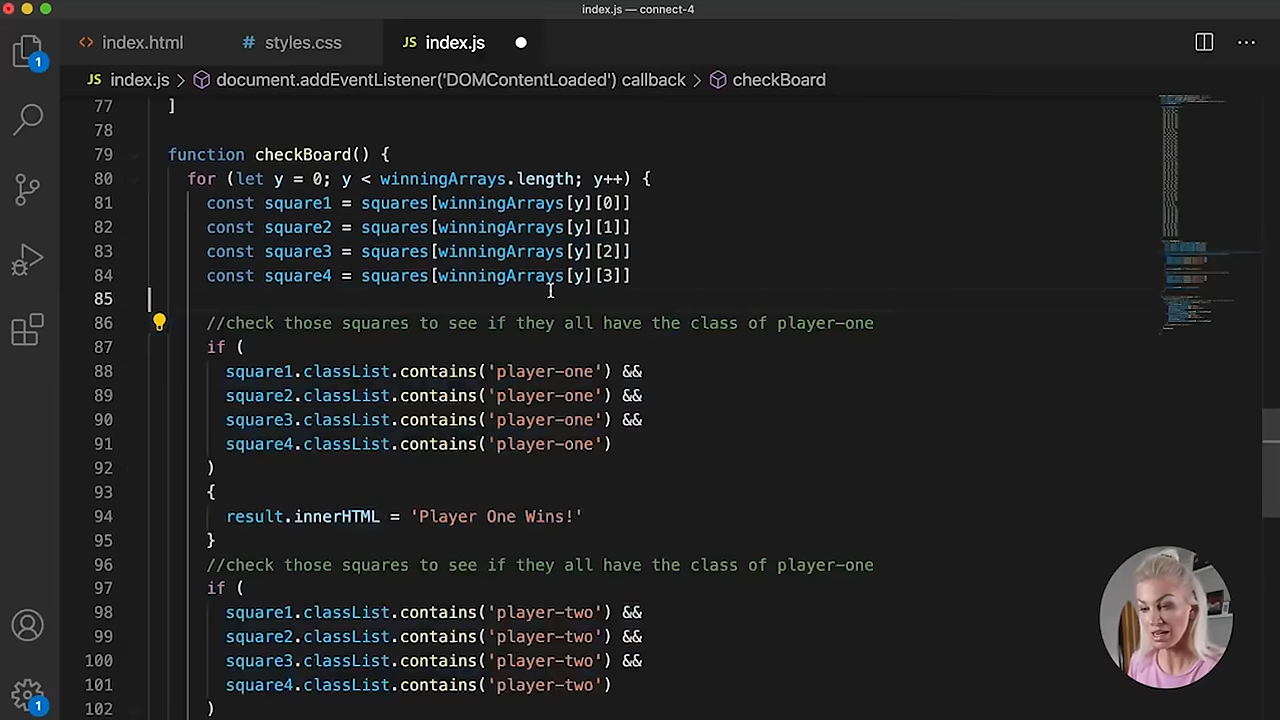 index.js — connect-4
index.html
# styles.css
JS index.js
1
JS index.js > document.addEventListener('DOMContentLoaded') callback > checkBoard
77 ]
78
79 function checkBoard() {
80 for (let y = 0; y < winningArrays.length; y++) {
81 const square1 = squares[winningArrays[y][0]]
82 const square2 = squares[winningArrays[y][1]]
83 const square3 = squares[winningArrays[y][2]]
84 const square4 = squares[winningArrays[y][3]]
85
86 //check those squares to see if they all have the class of player-one
87 if (
88 square1.classList.contains('player-one') &&
89 square2.classList.contains('player-one') &&
90 square3.classList.contains('player-one') &&
91 square4.classList.contains('player-one')
92 )
93 {
94 result.innerHTML = 'Player One Wins!'
95 }
96 //check those squares to see if they all have the class of player-one
97 if (
98 square1.classList.contains('player-two') &&
99 square2.classList.contains('player-two') &&
100 square3.classList.contains('player-two') &&
101 square4.classList.contains('player-two')
102 )
1